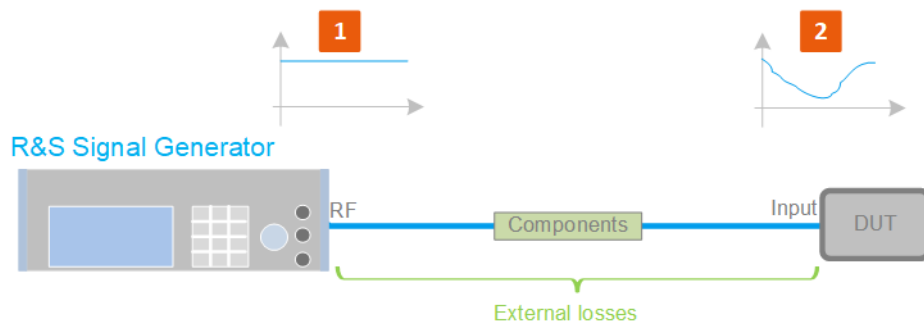 1
2
R&S Signal Generator
RF
Components
Input
DUT
External losses